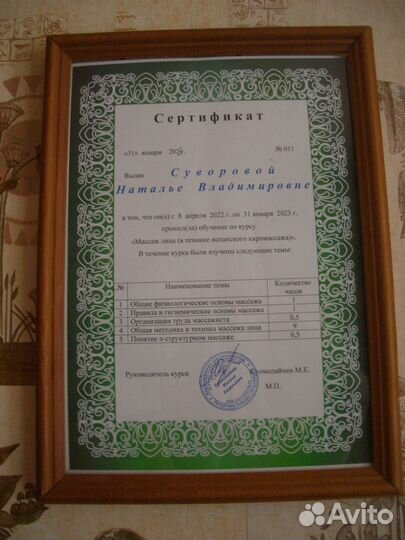 Сертификат
«31» января
№ 011
Выдан Суворовой
Наталье Владимировне
в том, что он(а) с 8 апреля 2022 г. по 31 января 2023 г.
прошел(ла) обучение по курсу
«Массаж лица (в технике испанского хиромассажа)».
В течение курса были изучены следующие темы:
№ Наименование темы Количество часов
1 Общие физиологические основы массажа
2 Правила и гигиенические основы массажа
3 Организация труда массажиста 0,5
4 Общая методика и техника массажа лица 9
5 Понятие о структурном массаже 0,5
Руководитель курса М.Е.
М.П.
Avito